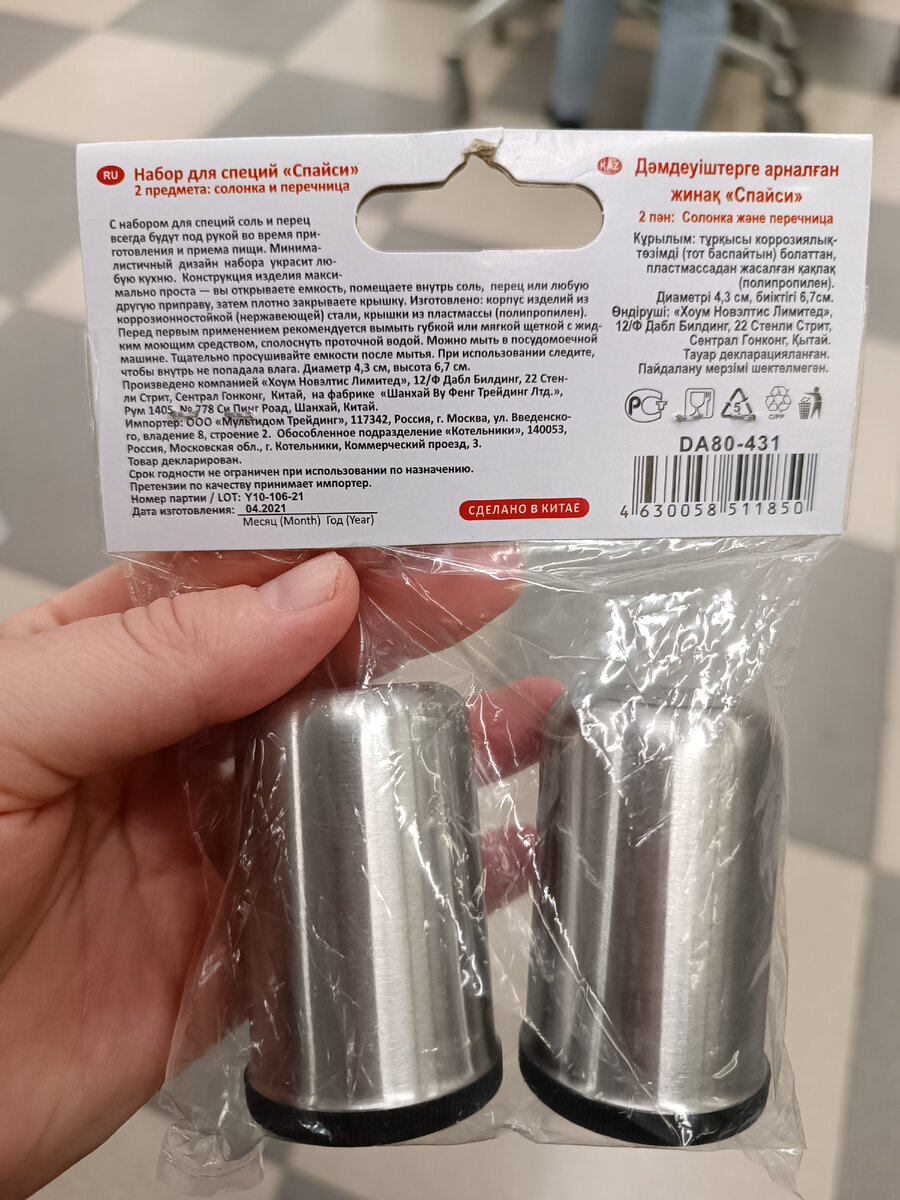 RU Набор для специй «Спайси»
2 предмета: солонка и перечница
С набором для специй соль и перец
всегда будут под рукой во время при-
готовления и приема пищи. Минима-
листичный дизайн набора украсит лю-
бую кухню. Конструкция изделия макси-
мально проста — вы открываете емкость, помещаете внутрь соль, перец или любую
другую приправу, затем плотно закрываете крышку. Изготовлено: корпус изделий из
коррозионностойкой (нержавеющей) стали, крышки из пластмассы (полипропилен).
Перед первым применением рекомендуется вымыть губкой или мягкой щеткой с жид-
ким моющим средством, сполоснуть проточной водой. Можно мыть в посудомоечной
машине. Тщательно просушивайте емкости после мытья. При использовании следите,
чтобы внутрь не попадала влага. Диаметр 4,3 см, высота 6,7 см.
Произведено компанией «Хоум Новэлтис Лимитед», 12/Ф Дабл Билдинг, 22 Стен-
ли Стрит, Сентрал Гонконг, Китай, на фабрике «Шанхай Ву Фенг Трейдинг Лтд.»,
Рум 1405, № 778 Си Пинг Роад, Шанхай, Китай.
Импортер: ООО «Мультидом Трейдинг», 117342, Россия, г. Москва, ул. Введенско-
го, владение 8, строение 2. Обособленное подразделение «Котельники», 140053,
Россия, Московская обл., г. Котельники, Коммерческий проезд, 3.
Товар декларирован.
Срок годности не ограничен при использовании по назначению.
Претензии по качеству принимает импортер.
Номер партии / LOT: Y10-106-21
Дата изготовления: 04.2021
Месяц (Month) Год (Year)
СДЕЛАНО В КИТАЕ
KAZ Дәмдеуіштерге арналған
жинақ «Спайси»
2 пән: Солонка және перечница
Құрылым: тұрқысы коррозиялық-
төзімді (тот баспайтын) болаттан,
пластмассадан жасалған қақпақ
(полипропилен).
Диаметрі 4,3 см, биіктігі 6,7см.
Өндіруші: «Хоум Новэлтис Лимитед»,
12/Ф Дабл Билдинг, 22 Стенли Стрит,
Сентрал Гонконг, Қытай.
Тауар декларацияланған.
Пайдалану мерзімі шектелмеген.
5 C/PP
DA80-431
4 630058 511850